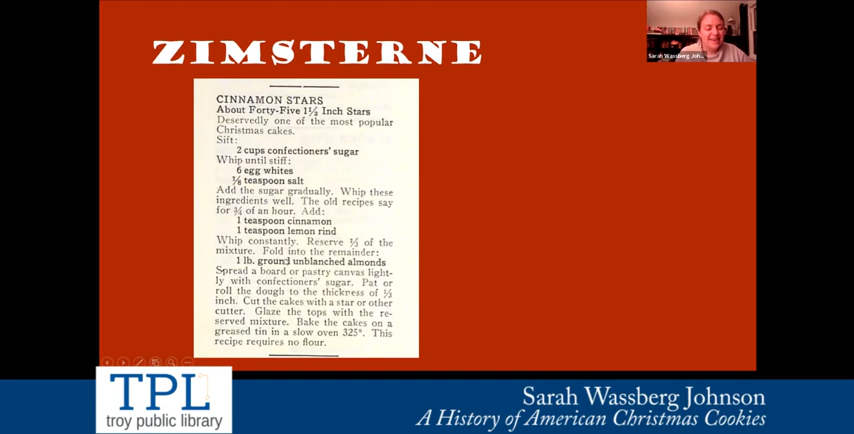 ZIMSTERNE
Sarah Wassberg Joh...
CINNAMON STARS
About Forty-Five 1½ Inch Stars
Deservedly one of the most popular
Christmas cakes.
Sift:
2 cups confectioners' sugar
Whip until stiff:
6 egg whites
⅛ teaspoon salt
Add the sugar gradually. Whip these
ingredients well. The old recipes say
for ¾ of an hour. Add:
1 teaspoon cinnamon
1 teaspoon lemon rind
Whip constantly. Reserve ⅓ of the
mixture. Fold into the remainder:
1 lb. ground unblanched almonds
Spread a board or pastry canvas light-
ly with confectioners' sugar. Pat or
roll the dough to the thickness of ⅓
inch. Cut the cakes with a star or other
cutter. Glaze the tops with the re-
served mixture. Bake the cakes on a
greased tin in a slow oven 325°. This
recipe requires no flour.
TPL
troy public library
Sarah Wassberg Johnson
A History of American Christmas Cookies